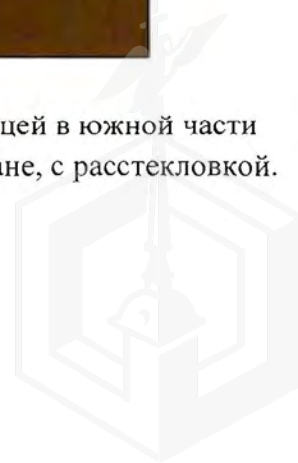 цей в южной части
ане, с расстекловкой.